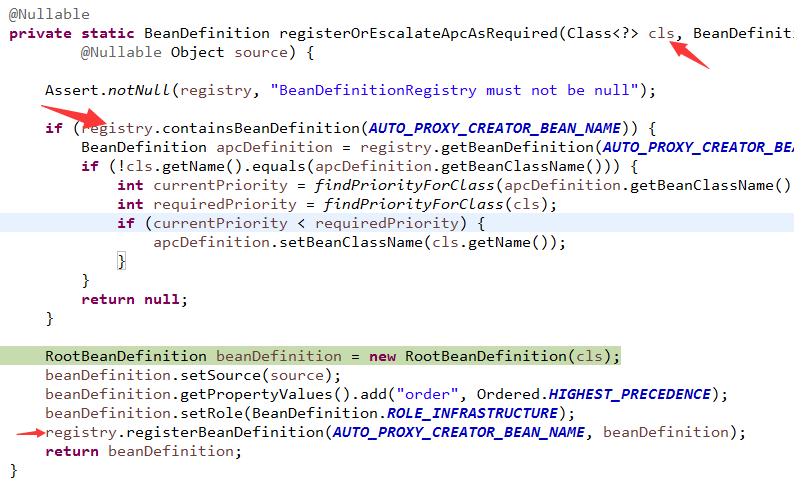 @Nullable
private static BeanDefinition registerOrEscalateApcAsRequired(Class<?> cls, BeanDefiniti
@Nullable Object source) {
Assert.notNull(registry, "BeanDefinitionRegistry must not be null");
if (registry.containsBeanDefinition(AUTO_PROXY_CREATOR_BEAN_NAME)) {
BeanDefinition apcDefinition = registry.getBeanDefinition(AUTO_PROXY_CREATOR_BEA
if (!cls.getName().equals(apcDefinition.getBeanClassName())) {
int currentPriority = findPriorityForClass(apcDefinition.getBeanClassName()
int requiredPriority = findPriorityForClass(cls);
if (currentPriority < requiredPriority) {
apcDefinition.setBeanClassName(cls.getName());
}
}
return null;
}
RootBeanDefinition beanDefinition = new RootBeanDefinition(cls);
beanDefinition.setSource(source);
beanDefinition.getPropertyValues().add("order", Ordered.HIGHEST_PRECEDENCE);
beanDefinition.setRole(BeanDefinition.ROLE_INFRASTRUCTURE);
registry.registerBeanDefinition(AUTO_PROXY_CREATOR_BEAN_NAME, beanDefinition);
return beanDefinition;
}